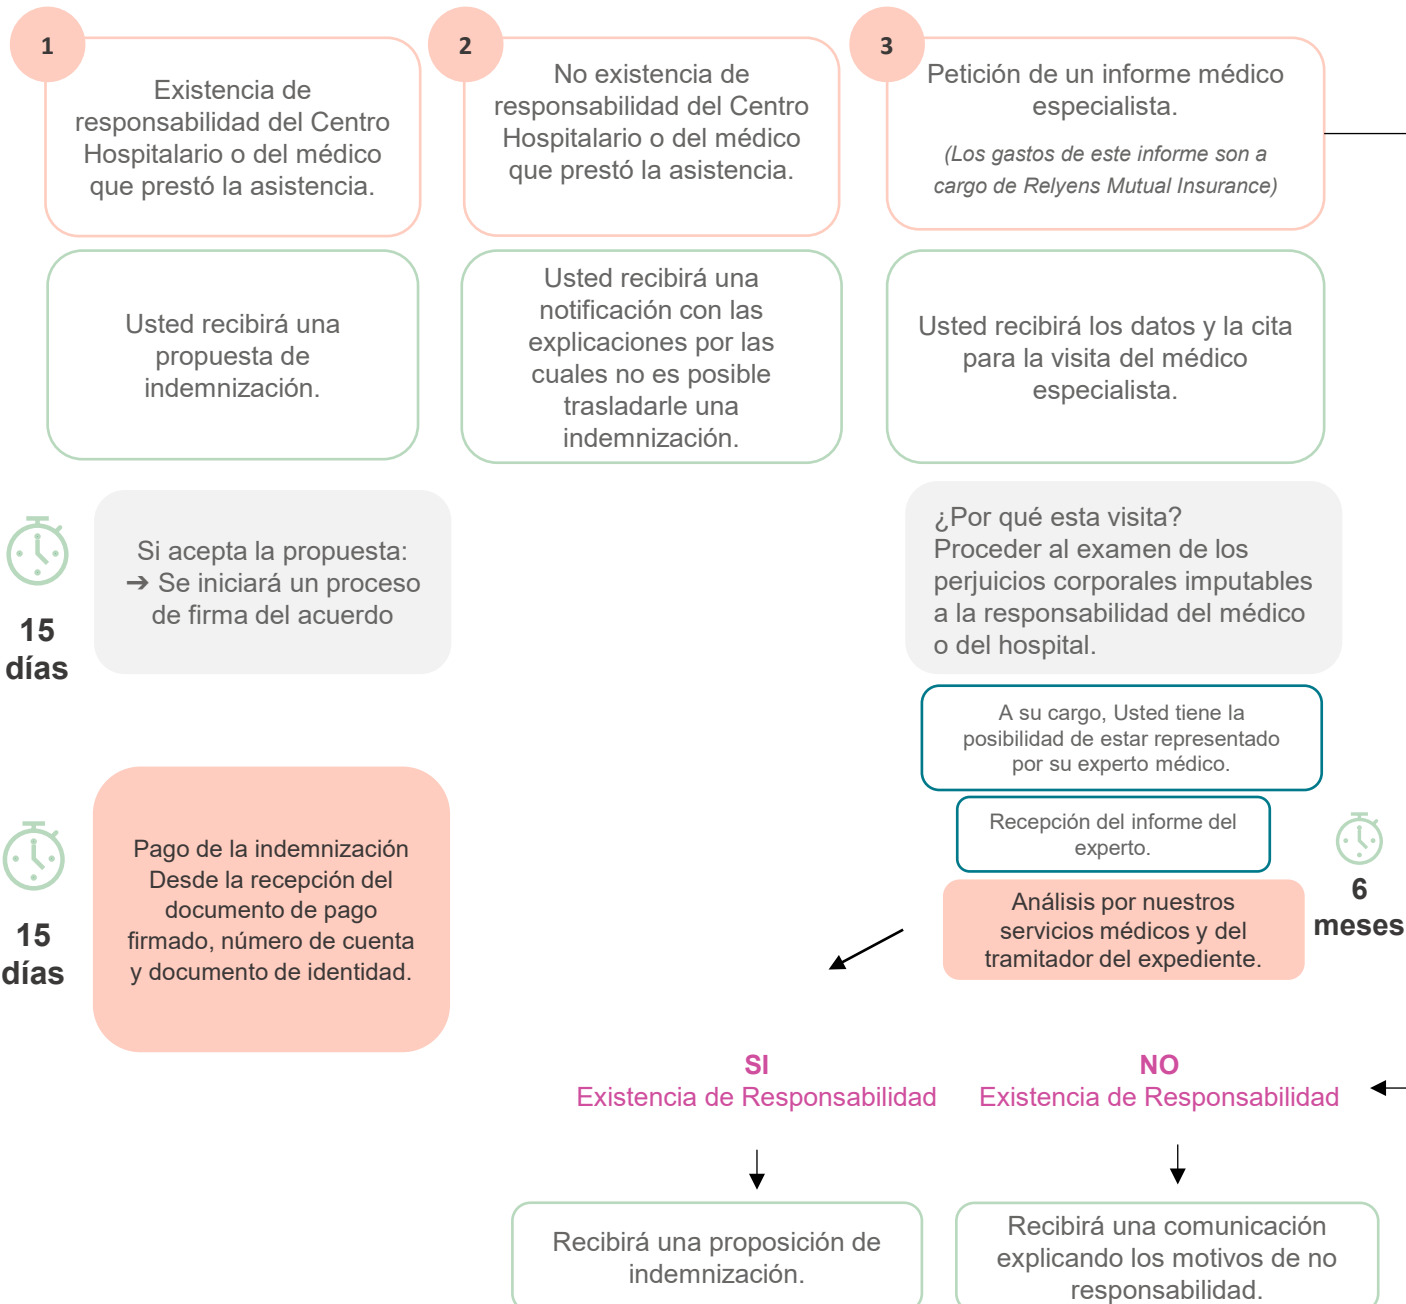 1
Existencia de
responsabilidad del Centro
Hospitalario o del médico
que prestó la asistencia.
2
No existencia de
responsabilidad del Centro
Hospitalario o del médico
que prestó la asistencia.
3
Petición de un informe médico
especialista.
(Los gastos de este informe son a
cargo de Relyens Mutual Insurance)
Usted recibirá una
propuesta de
indemnización.
Usted recibirá una
notificación con las
explicaciones por las
cuales no es posible
trasladarle una
indemnización.
Usted recibirá los datos y la cita
para la visita del médico
especialista.
15
días
Si acepta la propuesta:
➔ Se iniciará un proceso
de firma del acuerdo
¿Por qué esta visita?
Proceder al examen de los
perjuicios corporales imputables
a la responsabilidad del médico
o del hospital.
A su cargo, Usted tiene la
posibilidad de estar representado
por su experto médico.
15
días
Pago de la indemnización
Desde la recepción del
documento de pago
firmado, número de cuenta
y documento de identidad.
Recepción del informe del
experto.
Análisis por nuestros
servicios médicos y del
tramitador del expediente.
6
meses
SI
Existencia de Responsabilidad
NO
Existencia de Responsabilidad
Recibirá una proposición de
indemnización.
Recibirá una comunicación
explicando los motivos de no
responsabilidad.